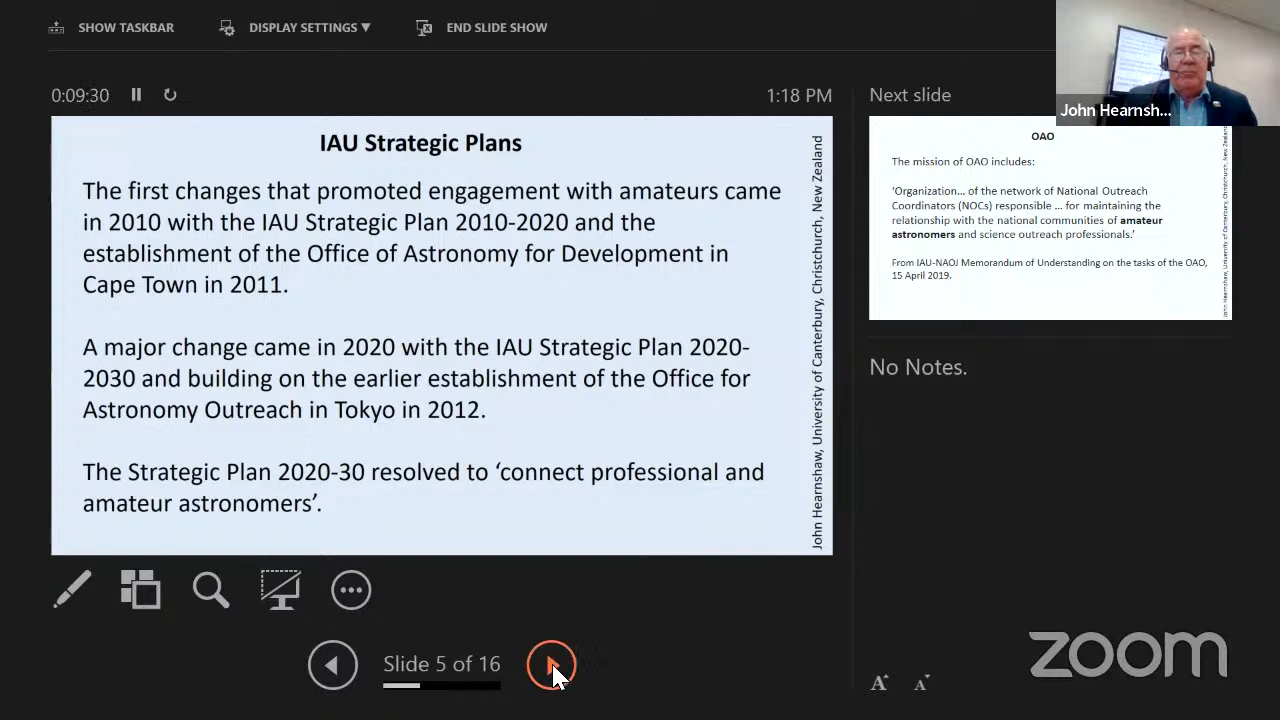 SHOW TASKBAR
DISPLAY SETTINGS ▼
END SLIDE SHOW
John Hearnsh...
0:09:30
1:18 PM
IAU Strategic Plans
The first changes that promoted engagement with amateurs came
in 2010 with the IAU Strategic Plan 2010-2020 and the
establishment of the Office of Astronomy for Development in
Cape Town in 2011.
A major change came in 2020 with the IAU Strategic Plan 2020-
2030 and building on the earlier establishment of the Office for
Astronomy Outreach in Tokyo in 2012.
The Strategic Plan 2020-30 resolved to ‘connect professional and
amateur astronomers’.
John Hearnshaw, University of Canterbury, Christchurch, New Zealand
Next slide
OAO
The mission of OAO includes:
‘Organization... of the network of National Outreach
Coordinators (NOCs) responsible ... for maintaining the
relationship with the national communities of amateur
astronomers and science outreach professionals.’
From IAU-NAOJ Memorandum of Understanding on the tasks of the OAO,
15 April 2019.
John Hearnshaw, University of Canterbury, Christchurch, New Zealand
No Notes.
Slide 5 of 16
A A
zoom